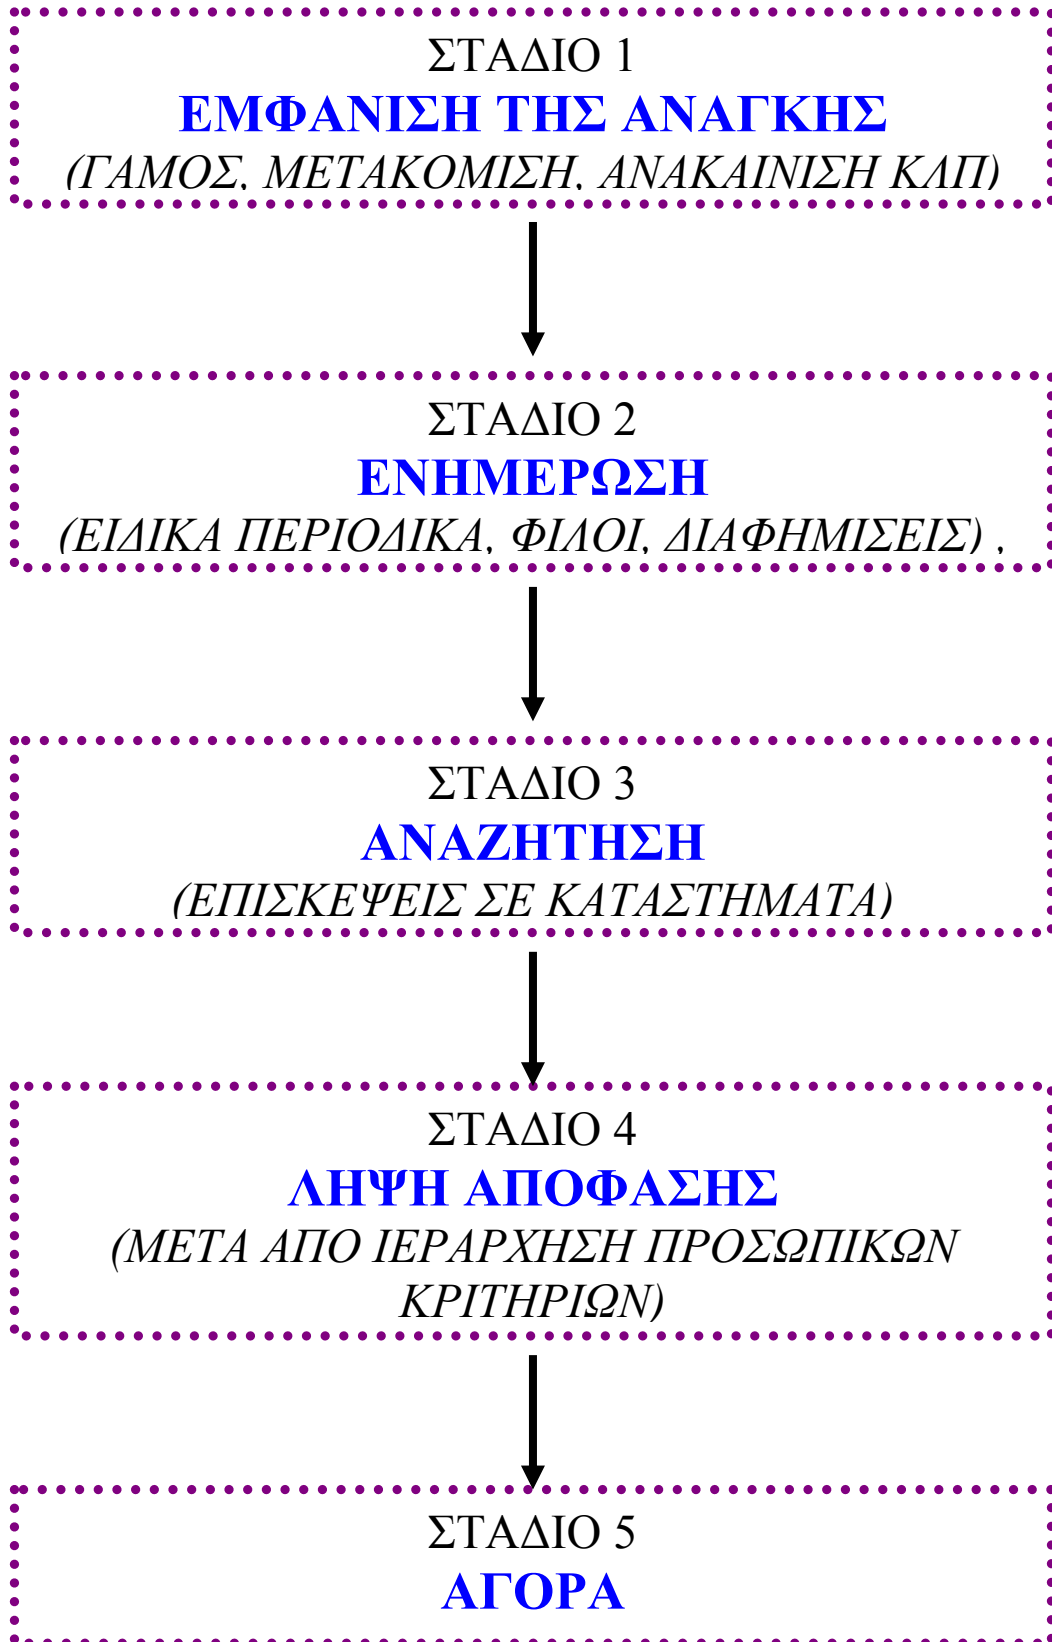 ΣΤΑΔΙΟ 1
ΕΜΦΑΝΙΣΗ ΤΗΣ ΑΝΑΓΚΗΣ
(ΓΑΜΟΣ, ΜΕΤΑΚΟΜΙΣΗ, ΑΝΑΚΑΙΝΙΣΗ ΚΛΠ)
ΣΤΑΔΙΟ 2
ΕΝΗΜΕΡΩΣΗ
(ΕΙΔΙΚΑ ΠΕΡΙΟΔΙΚΑ, ΦΙΛΟΙ, ΔΙΑΦΗΜΙΣΕΙΣ) ,
ΣΤΑΔΙΟ 3
ΑΝΑΖΗΤΗΣΗ
(ΕΠΙΣΚΕΨΕΙΣ ΣΕ ΚΑΤΑΣΤΗΜΑΤΑ)
ΣΤΑΔΙΟ 4
ΛΗΨΗ ΑΠΟΦΑΣΗΣ
(ΜΕΤΑ ΑΠΟ ΙΕΡΑΡΧΗΣΗ ΠΡΟΣΩΠΙΚΩΝ
ΚΡΙΤΗΡΙΩΝ)
ΣΤΑΔΙΟ 5
ΑΓΟΡΑ